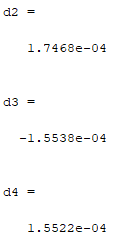 d2 =
1.7468e-04
d3 =
-1.5538e-04
d4 =
1.5522e-04